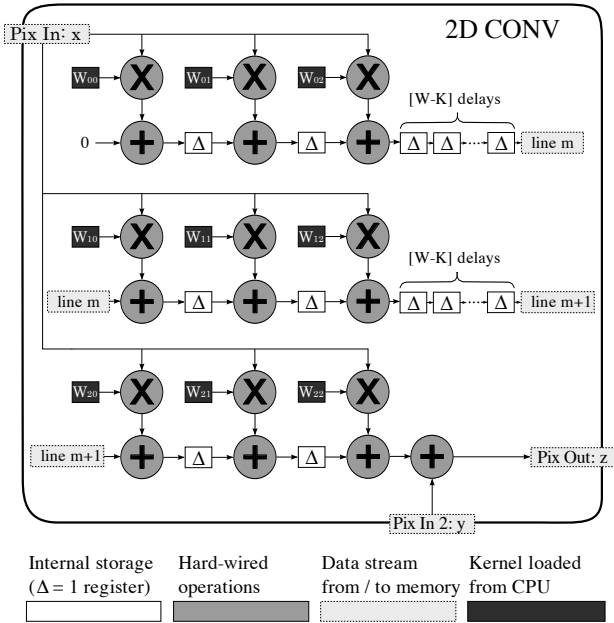 Pix In: x
2D CONV
W00
X
W01
X
W02
X
[W-K] delays
0
+
Δ
+
Δ
+
Δ
Δ
Δ
line m
W10
X
W11
X
W12
X
[W-K] delays
line m
+
Δ
+
Δ
+
Δ
Δ
Δ
line m+1
W20
X
W21
X
W22
X
line m+1
+
Δ
+
Δ
+
+
Pix Out: z
Pix In 2: y
Internal storage
(Δ = 1 register)
Hard-wired
operations
Data stream
from / to memory
Kernel loaded
from CPU